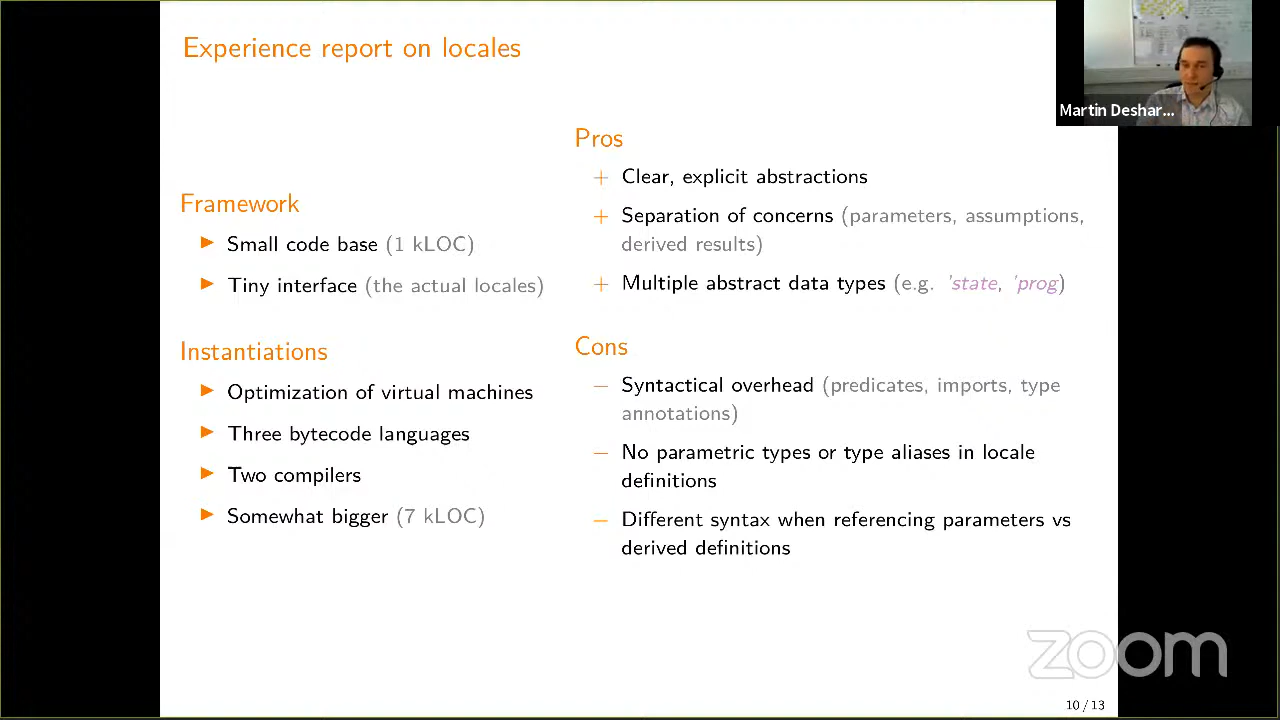 Experience report on locales
Martin Deshar...
Framework
▶ Small code base (1 kLOC)
▶ Tiny interface (the actual locales)
Instantiations
▶ Optimization of virtual machines
▶ Three bytecode languages
▶ Two compilers
▶ Somewhat bigger (7 kLOC)
Pros
+ Clear, explicit abstractions
+ Separation of concerns (parameters, assumptions,
derived results)
+ Multiple abstract data types (e.g. 'state, 'prog)
Cons
− Syntactical overhead (predicates, imports, type
annotations)
− No parametric types or type aliases in locale
definitions
− Different syntax when referencing parameters vs
derived definitions
zoom
10 / 13